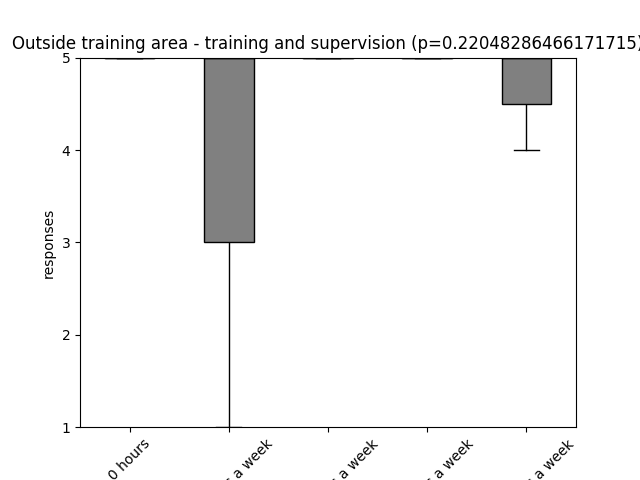 Outside training area - training and supervision (p=0.22048286466171715)
5
4
3
2
1
responses
0 hours
a week
a week
a week
a week